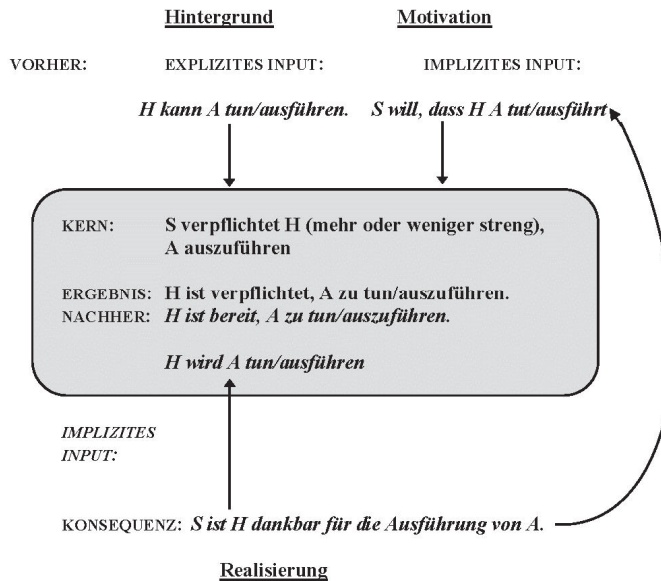 Hintergrund Motivation
VORHER: EXPLIZITES INPUT: IMPLIZITES INPUT:
H kann A tun/ausführen. S will, dass H A tut/ausführt
KERN: S verpflichtet H (mehr oder weniger streng),
A auszuführen
ERGEBNIS: H ist verpflichtet, A zu tun/auszuführen.
NACHHER: H ist bereit, A zu tun/auszuführen.
H wird A tun/ausführen
IMPLIZITES
INPUT:
KONSEQUENZ: S ist H dankbar für die Ausführung von A.
Realisierung